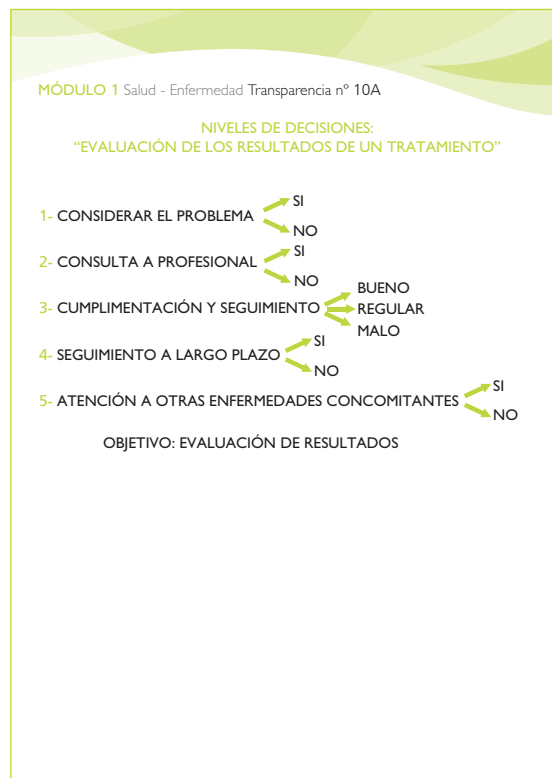 MÓDULO 1 Salud - Enfermedad Transparencia nº 10A
NIVELES DE DECISIONES:
“EVALUACIÓN DE LOS RESULTADOS DE UN TRATAMIENTO”
SI
1- CONSIDERAR EL PROBLEMA
NO
SI
2- CONSULTA A PROFESIONAL
NO
BUENO
3- CUMPLIMENTACIÓN Y SEGUIMIENTO REGULAR
MALO
SI
4- SEGUIMIENTO A LARGO PLAZO
NO
SI
5- ATENCIÓN A OTRAS ENFERMEDADES CONCOMITANTES
NO
OBJETIVO: EVALUACIÓN DE RESULTADOS